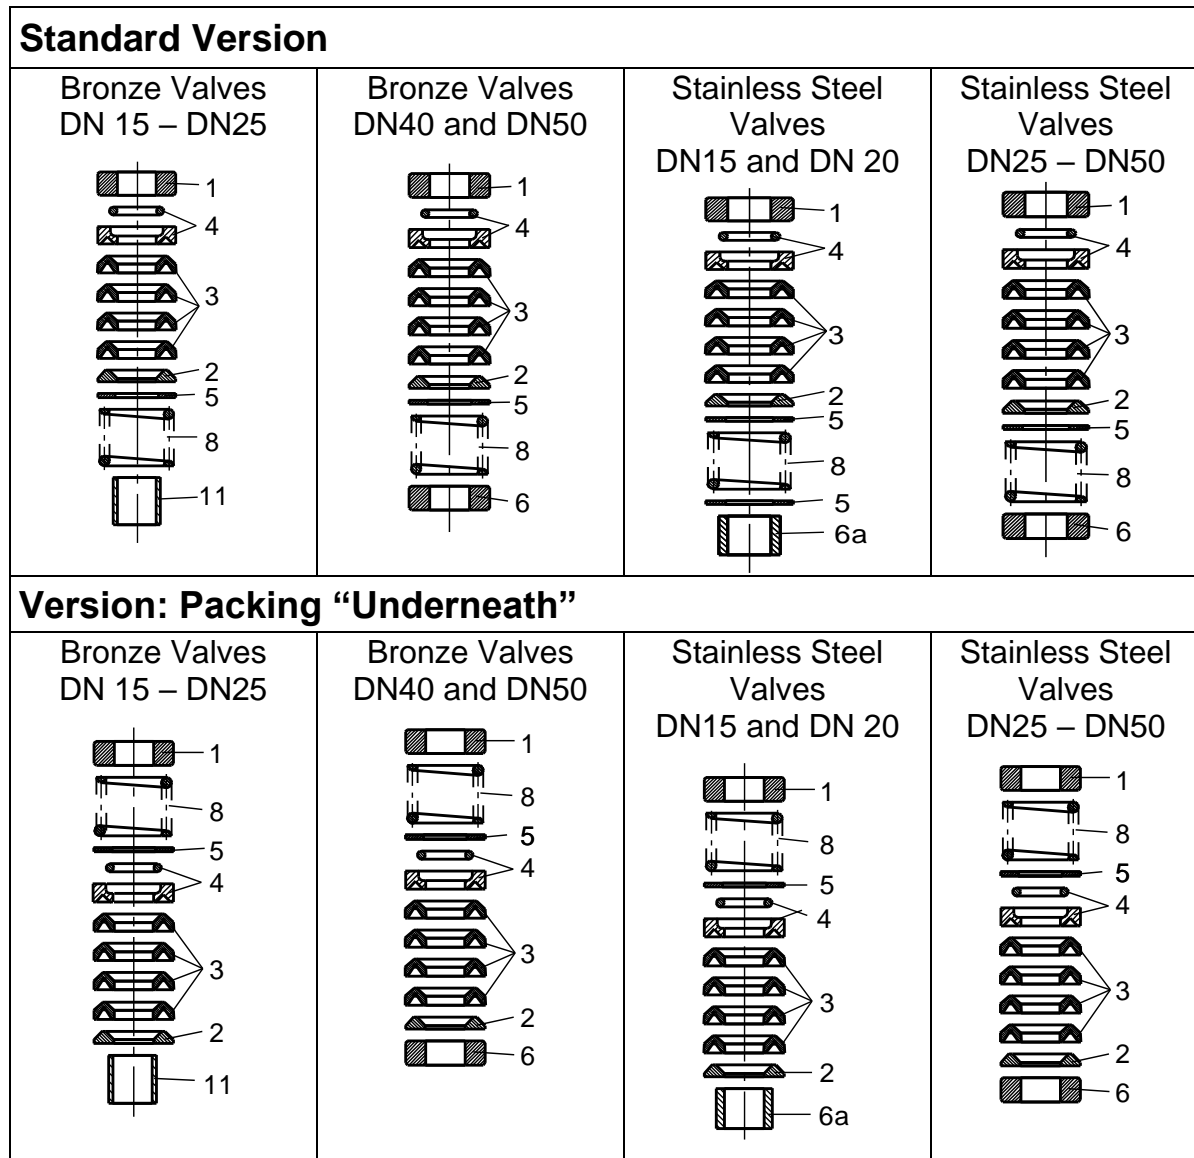 Standard Version
Bronze Valves
DN 15 – DN25
1
4
3
2
5
8
11
Bronze Valves
DN40 and DN50
1
4
3
2
5
8
6
Stainless Steel
Valves
DN15 and DN 20
1
4
3
2
5
8
5
6a
Stainless Steel
Valves
DN25 – DN50
1
4
3
2
5
8
6
Version: Packing “Underneath”
Bronze Valves
DN 15 – DN25
1
8
5
4
3
2
11
Bronze Valves
DN40 and DN50
1
8
5
4
3
2
6
Stainless Steel
Valves
DN15 and DN 20
1
8
5
4
3
2
6a
Stainless Steel
Valves
DN25 – DN50
1
8
5
4
3
2
6